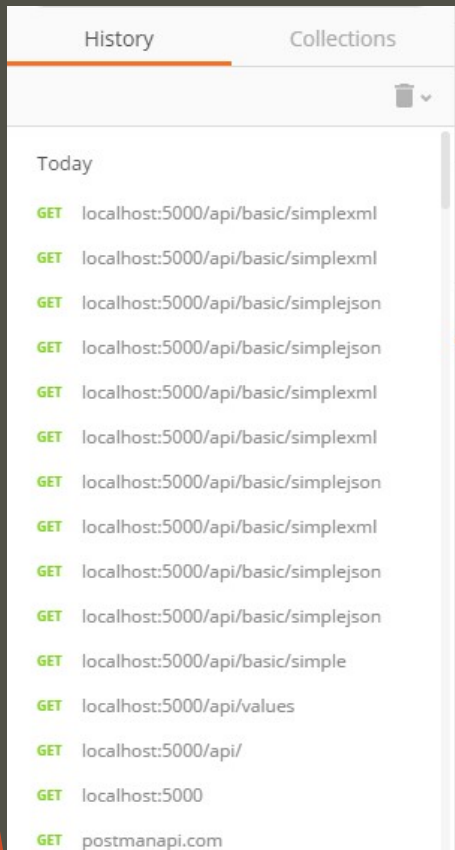 History Collections
Today
GET localhost:5000/api/basic/simplexml
GET localhost:5000/api/basic/simplexml
GET localhost:5000/api/basic/simplejson
GET localhost:5000/api/basic/simplejson
GET localhost:5000/api/basic/simplexml
GET localhost:5000/api/basic/simplexml
GET localhost:5000/api/basic/simplejson
GET localhost:5000/api/basic/simplexml
GET localhost:5000/api/basic/simplejson
GET localhost:5000/api/basic/simplejson
GET localhost:5000/api/basic/simple
GET localhost:5000/api/values
GET localhost:5000/api/
GET localhost:5000
GET postmanapi.com